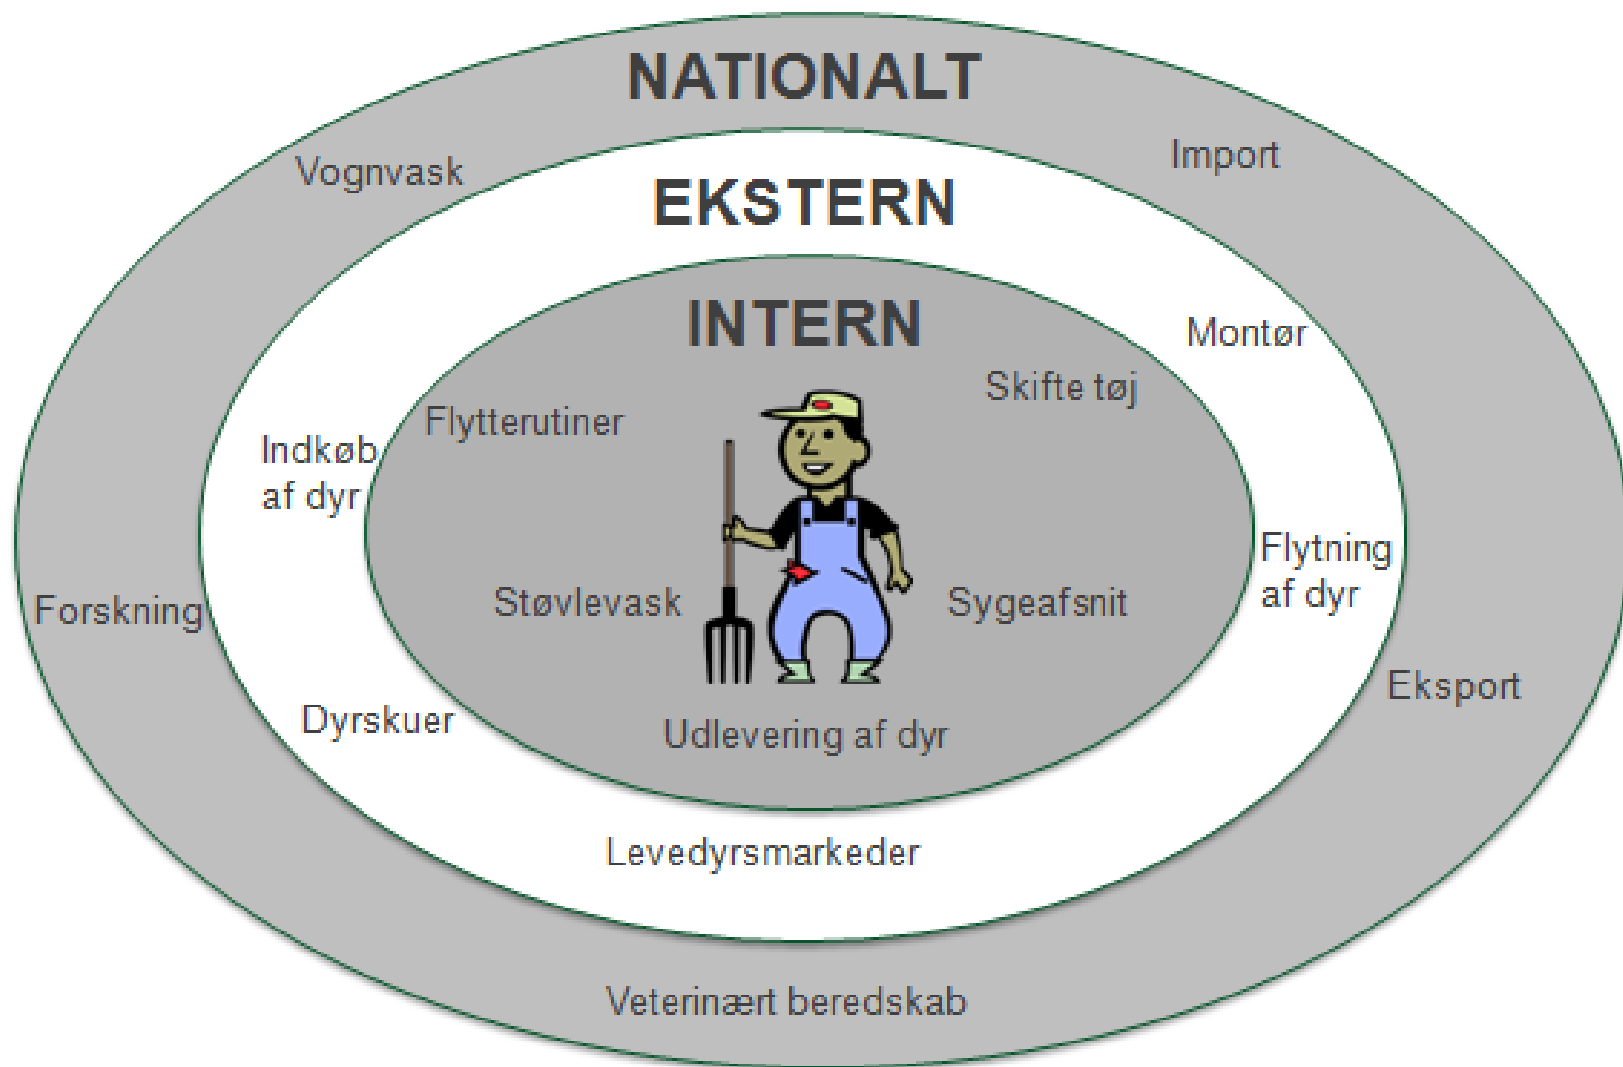 NATIONALT
Import
Vognvask
EKSTERN
INTERN
Montør
Skifte tøj
Flytterutiner
Indkøb
af dyr
Flytning
af dyr
Støvlevask
Sygeafsnit
Forskning
Eksport
Dyrskuer
Udlevering af dyr
Levedyrsmarkeder
Veterinært beredskab